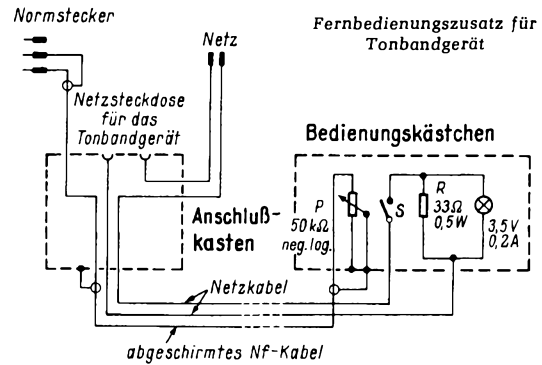 Normstecker
Netz
Fernbedienungszusatz für
Tonbandgerät
Netzsteckdose
für das
Tonbandgerät
Bedienungskästchen
Anschluß-
kasten
P
50kΩ
neg.log.
S
R
33Ω
0,5W
3,5V
0,2A
Netzkabel
abgeschirmtes Nf-Kabel